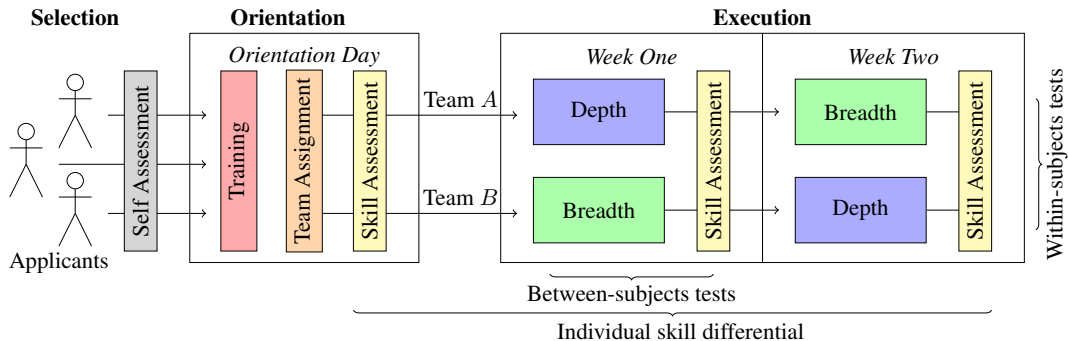 Selection
Orientation
Execution
Orientation Day
Week One
Week Two
Applicants
Self Assessment
Training
Team Assignment
Skill Assessment
Team A
Team B
Depth
Breadth
Skill Assessment
Breadth
Depth
Skill Assessment
Within-subjects tests
Between-subjects tests
Individual skill differential